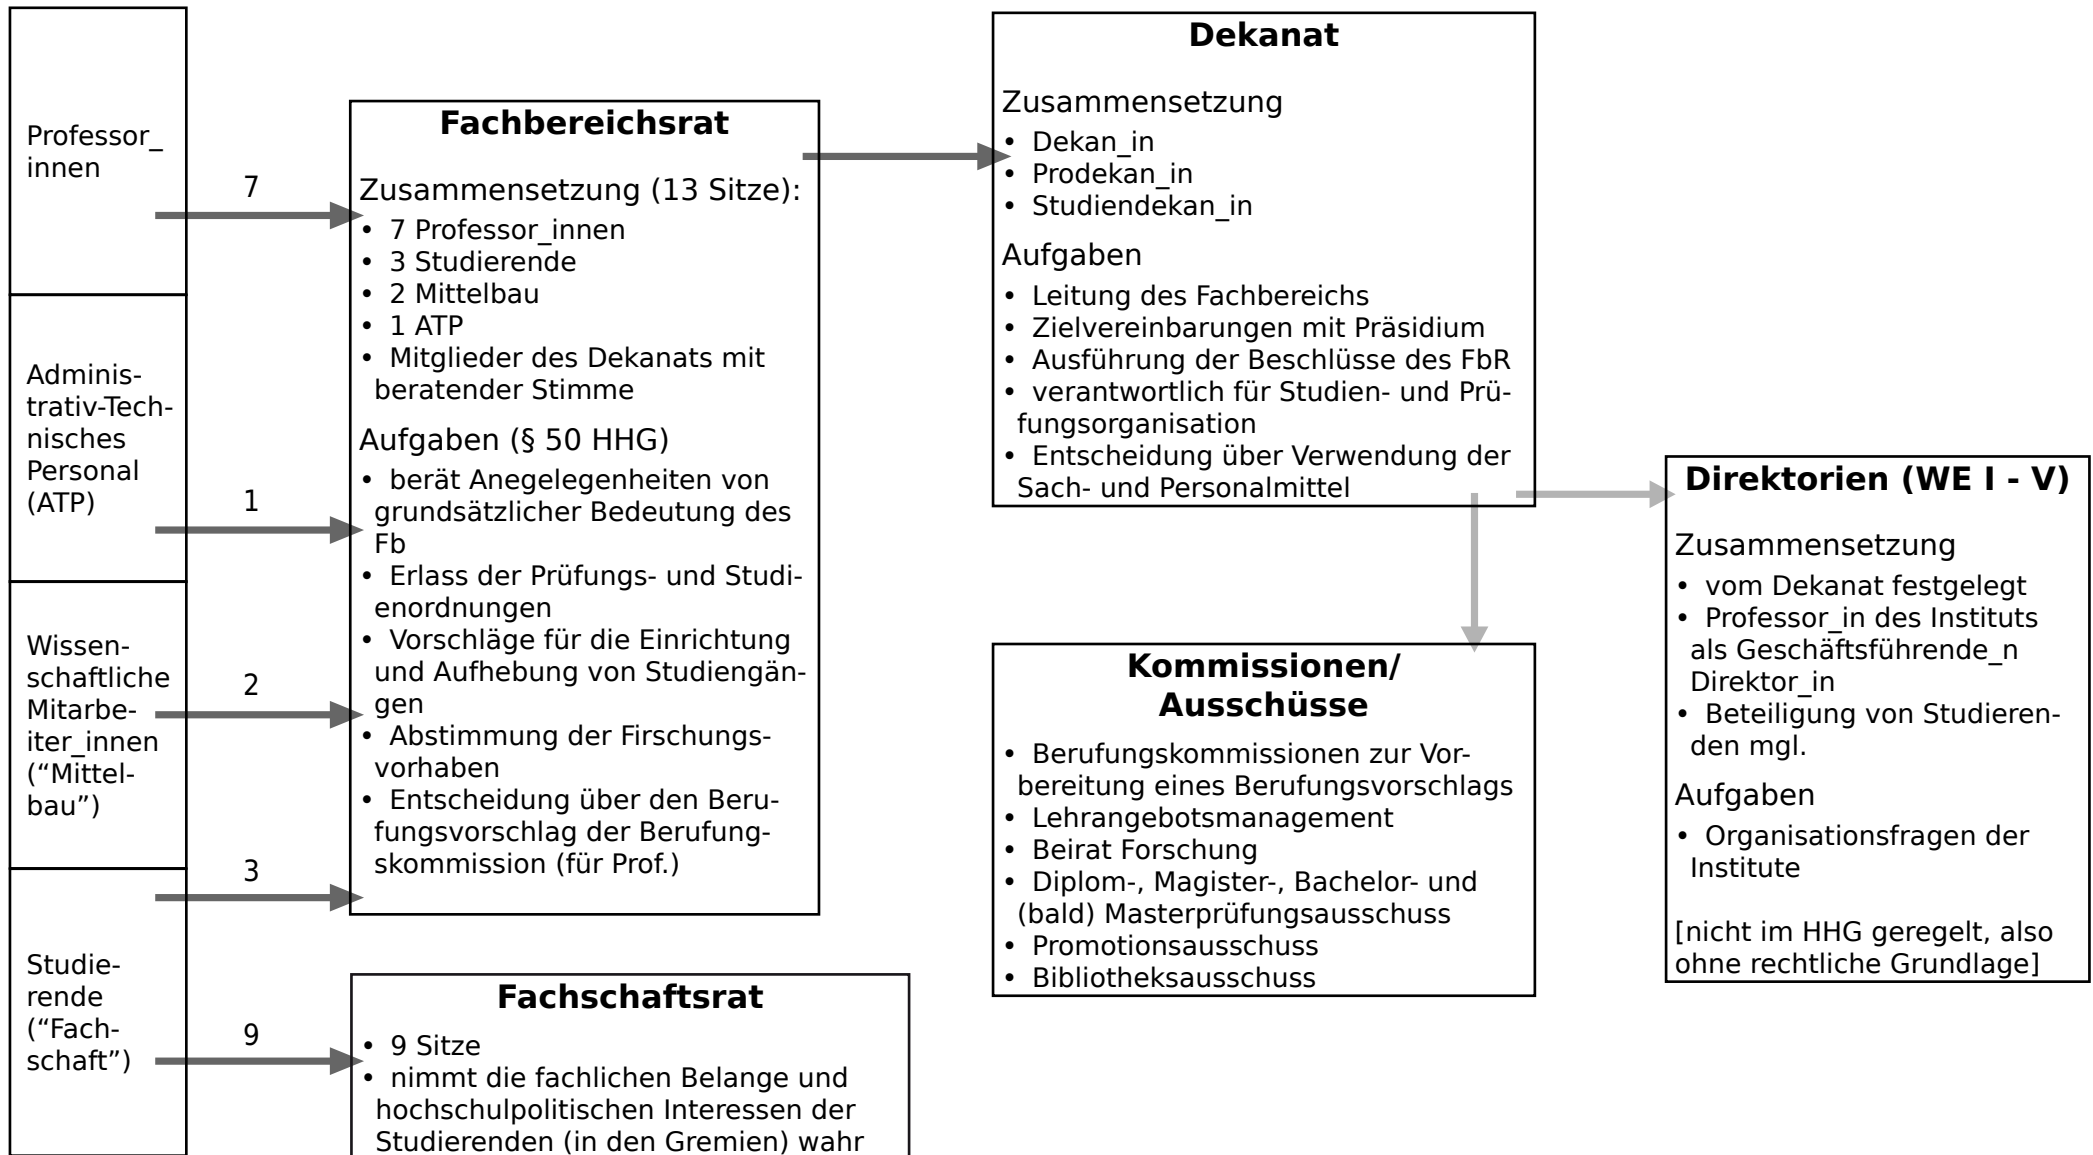 Professor_
innen
Adminis-
trativ-Tech-
nisches
Personal
(ATP)
Wissen-
schaftliche
Mitarbe-
iter_innen
(“Mittel-
bau”)
Studie-
rende
(“Fach-
schaft”)
7
1
2
3
9
Fachbereichsrat
Zusammensetzung (13 Sitze):
• 7 Professor_innen
• 3 Studierende
• 2 Mittelbau
• 1 ATP
• Mitglieder des Dekanats mit
beratender Stimme
Aufgaben (§ 50 HHG)
• berät Anegelegenheiten von
grundsätzlicher Bedeutung des
Fb
• Erlass der Prüfungs- und Studi-
enordnungen
• Vorschläge für die Einrichtung
und Aufhebung von Studiengän-
gen
• Abstimmung der Firschungs-
vorhaben
• Entscheidung über den Beru-
fungsvorschlag der Berufung-
skommission (für Prof.)
Fachschaftsrat
• 9 Sitze
• nimmt die fachlichen Belange und
hochschulpolitischen Interessen der
Studierenden (in den Gremien) wahr
Dekanat
Zusammensetzung
• Dekan_in
• Prodekan_in
• Studiendekan_in
Aufgaben
• Leitung des Fachbereichs
• Zielvereinbarungen mit Präsidium
• Ausführung der Beschlüsse des FbR
• verantwortlich für Studien- und Prü-
fungsorganisation
• Entscheidung über Verwendung der
Sach- und Personalmittel
Kommissionen/
Ausschüsse
• Berufungskommissionen zur Vor-
bereitung eines Berufungsvorschlags
• Lehrangebotsmanagement
• Beirat Forschung
• Diplom-, Magister-, Bachelor- und
(bald) Masterprüfungsausschuss
• Promotionsausschuss
• Bibliotheksausschuss
Direktorien (WE I - V)
Zusammensetzung
• vom Dekanat festgelegt
• Professor_in des Instituts
als Geschäftsführende_n
Direktor_in
• Beteiligung von Studieren-
den mgl.
Aufgaben
• Organisationsfragen der
Institute
[nicht im HHG geregelt, also
ohne rechtliche Grundlage]